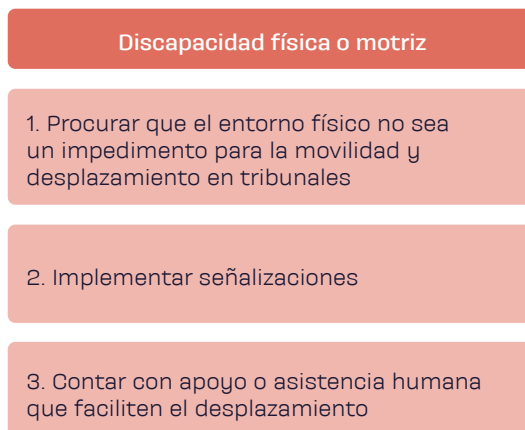 Discapacidad física o motriz
1. Procurar que el entorno físico no sea
un impedimento para la movilidad y
desplazamiento en tribunales
2. Implementar señalizaciones
3. Contar con apoyo o asistencia humana
que faciliten el desplazamiento